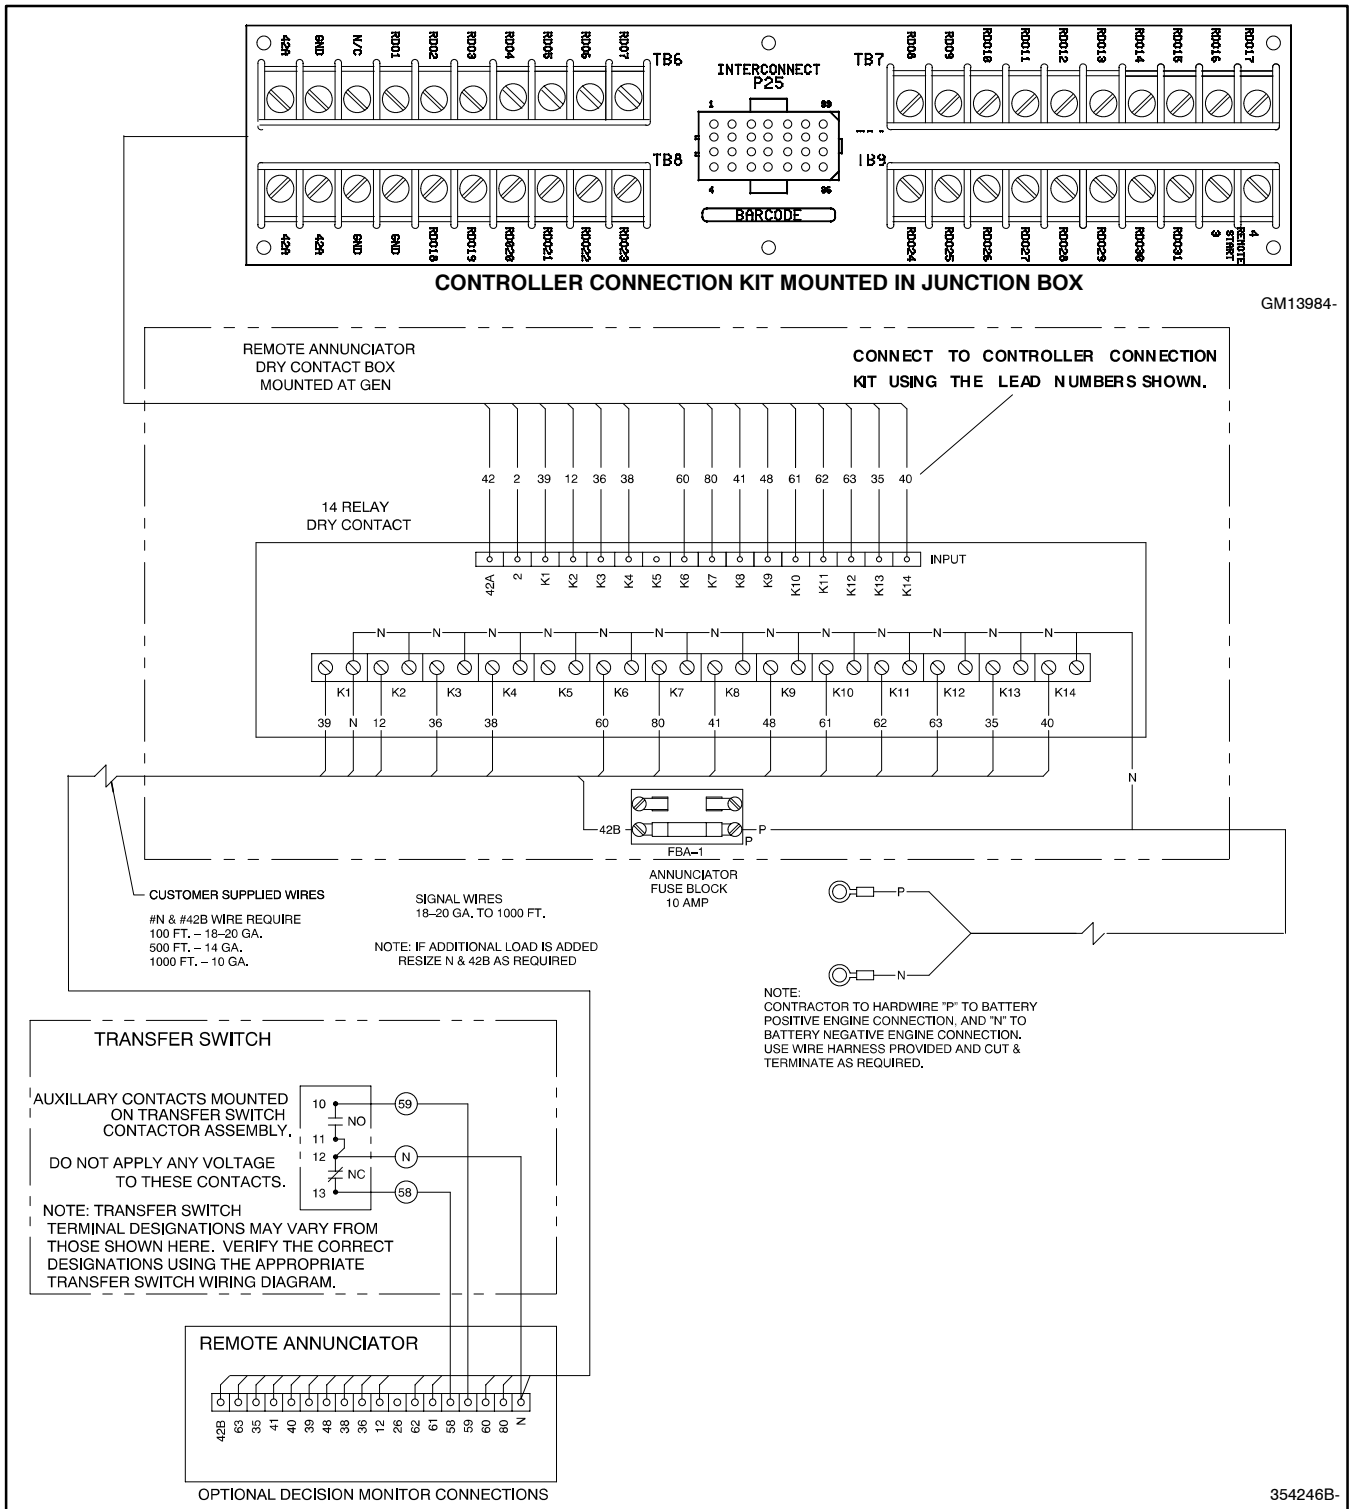 42A GND N/C RDO1 RDO2 RDO3 RDO4 RDO5 RDO6 RDO7
TB6
INTERCONNECT
P25
1
4
TB7
RDO8 RDO9 RDO10 RDO11 RDO12 RDO13 RDO14 RDO15 RDO16 RDO17
TB8
TB9
42A 42A GND GND RDO18 RDO19 RDO20 RDO21 RDO22 RDO23
BARCODE
RDO24 RDO25 RDO26 RDO27 RDO28 RDO29 RDO30 RDO31 3 4
REMOTE
START
CONTROLLER CONNECTION KIT MOUNTED IN JUNCTION BOX
GM13984-
REMOTE ANNUNCIATOR
DRY CONTACT BOX
MOUNTED AT GEN
CONNECT TO CONTROLLER CONNECTION
KIT USING THE LEAD NUMBERS SHOWN.
42 2 39 12 36 38 60 80 41 48 61 62 63 35 40
14 RELAY
DRY CONTACT
INPUT
42A 2 K1 K2 K3 K4 K5 K6 K7 K8 K9 K10 K11 K12 K13 K14
N N N N N N N N N N N N N
K1 K2 K3 K4 K5 K6 K7 K8 K9 K10 K11 K12 K13 K14
39 N 12 36 38 60 80 41 48 61 62 63 35 40
N
42B
P
P
FBA–1
ANNUNCIATOR
FUSE BLOCK
10 AMP
CUSTOMER SUPPLIED WIRES
#N & #42B WIRE REQUIRE
100 FT. – 18–20 GA.
500 FT. – 14 GA.
1000 FT. – 10 GA.
SIGNAL WIRES
18–20 GA. TO 1000 FT.
NOTE: IF ADDITIONAL LOAD IS ADDED
RESIZE N & 42B AS REQUIRED
P
N
NOTE:
CONTRACTOR TO HARDWIRE "P" TO BATTERY
POSITIVE ENGINE CONNECTION, AND "N" TO
BATTERY NEGATIVE ENGINE CONNECTION.
USE WIRE HARNESS PROVIDED AND CUT &
TERMINATE AS REQUIRED.
TRANSFER SWITCH
AUXILLARY CONTACTS MOUNTED
ON TRANSFER SWITCH
CONTACTOR ASSEMBLY.
DO NOT APPLY ANY VOLTAGE
TO THESE CONTACTS.
10
NO
11
12
NC
13
59
N
58
NOTE: TRANSFER SWITCH
TERMINAL DESIGNATIONS MAY VARY FROM
THOSE SHOWN HERE. VERIFY THE CORRECT
DESIGNATIONS USING THE APPROPRIATE
TRANSFER SWITCH WIRING DIAGRAM.
REMOTE ANNUNCIATOR
42B 63 35 41 40 39 48 38 36 12 26 62 61 58 59 60 80 N
OPTIONAL DECISION MONITOR CONNECTIONS
354246B-